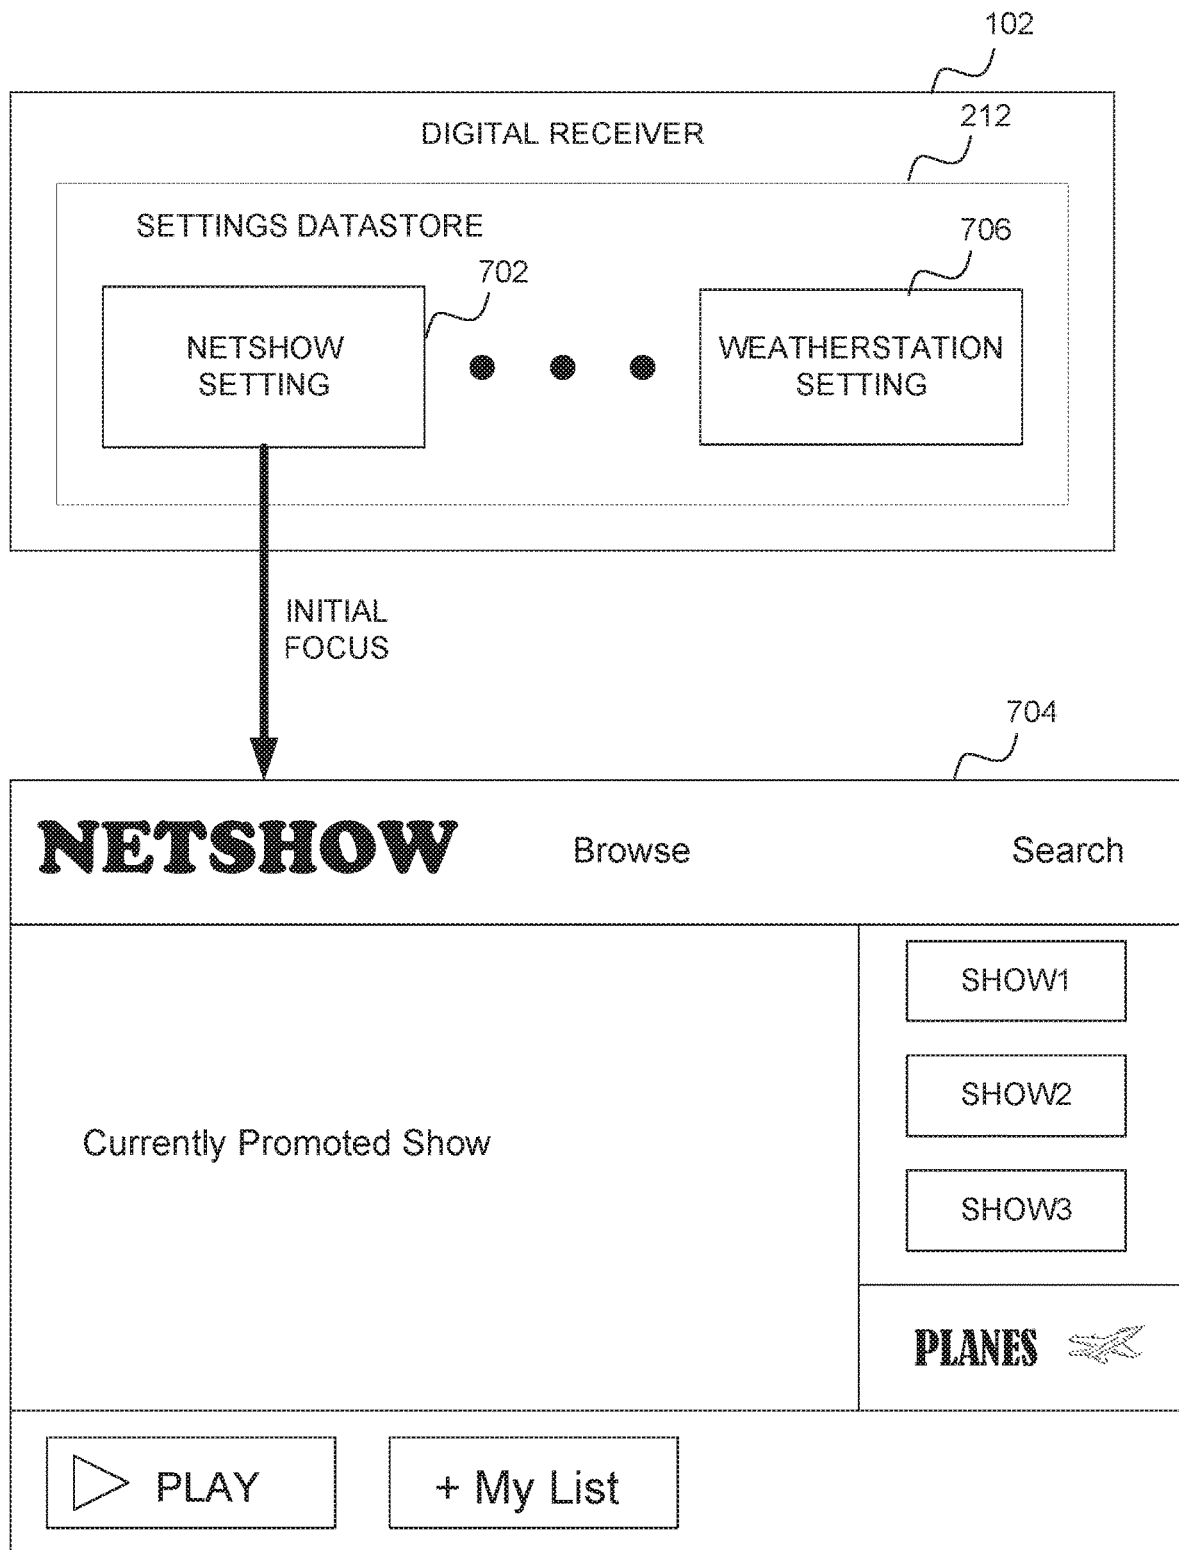 102
DIGITAL RECEIVER
212
SETTINGS DATASTORE
706
702
NETSHOW
SETTING
WEATHERSTATION
SETTING
INITIAL
FOCUS
704
NETSHOW Browse Search
SHOW1
SHOW2
Currently Promoted Show
SHOW3
PLANES
PLAY + My List